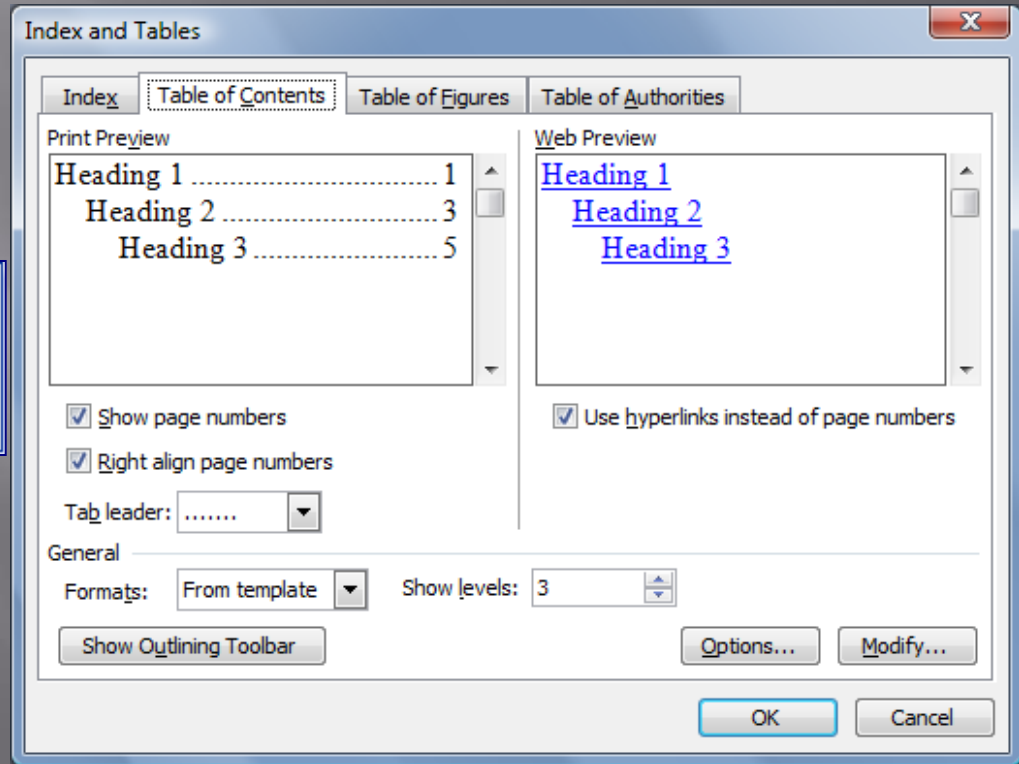 Index and Tables
Index Table of Contents Table of Figures Table of Authorities
Print Preview
Heading 1 .............................. 1
Heading 2 ........................... 3
Heading 3 ....................... 5
Web Preview
Heading 1
Heading 2
Heading 3
Show page numbers
Right align page numbers
Tab leader: .......
Use hyperlinks instead of page numbers
General
Formats: From template Show levels: 3
Show Outlining Toolbar Options... Modify...
OK Cancel